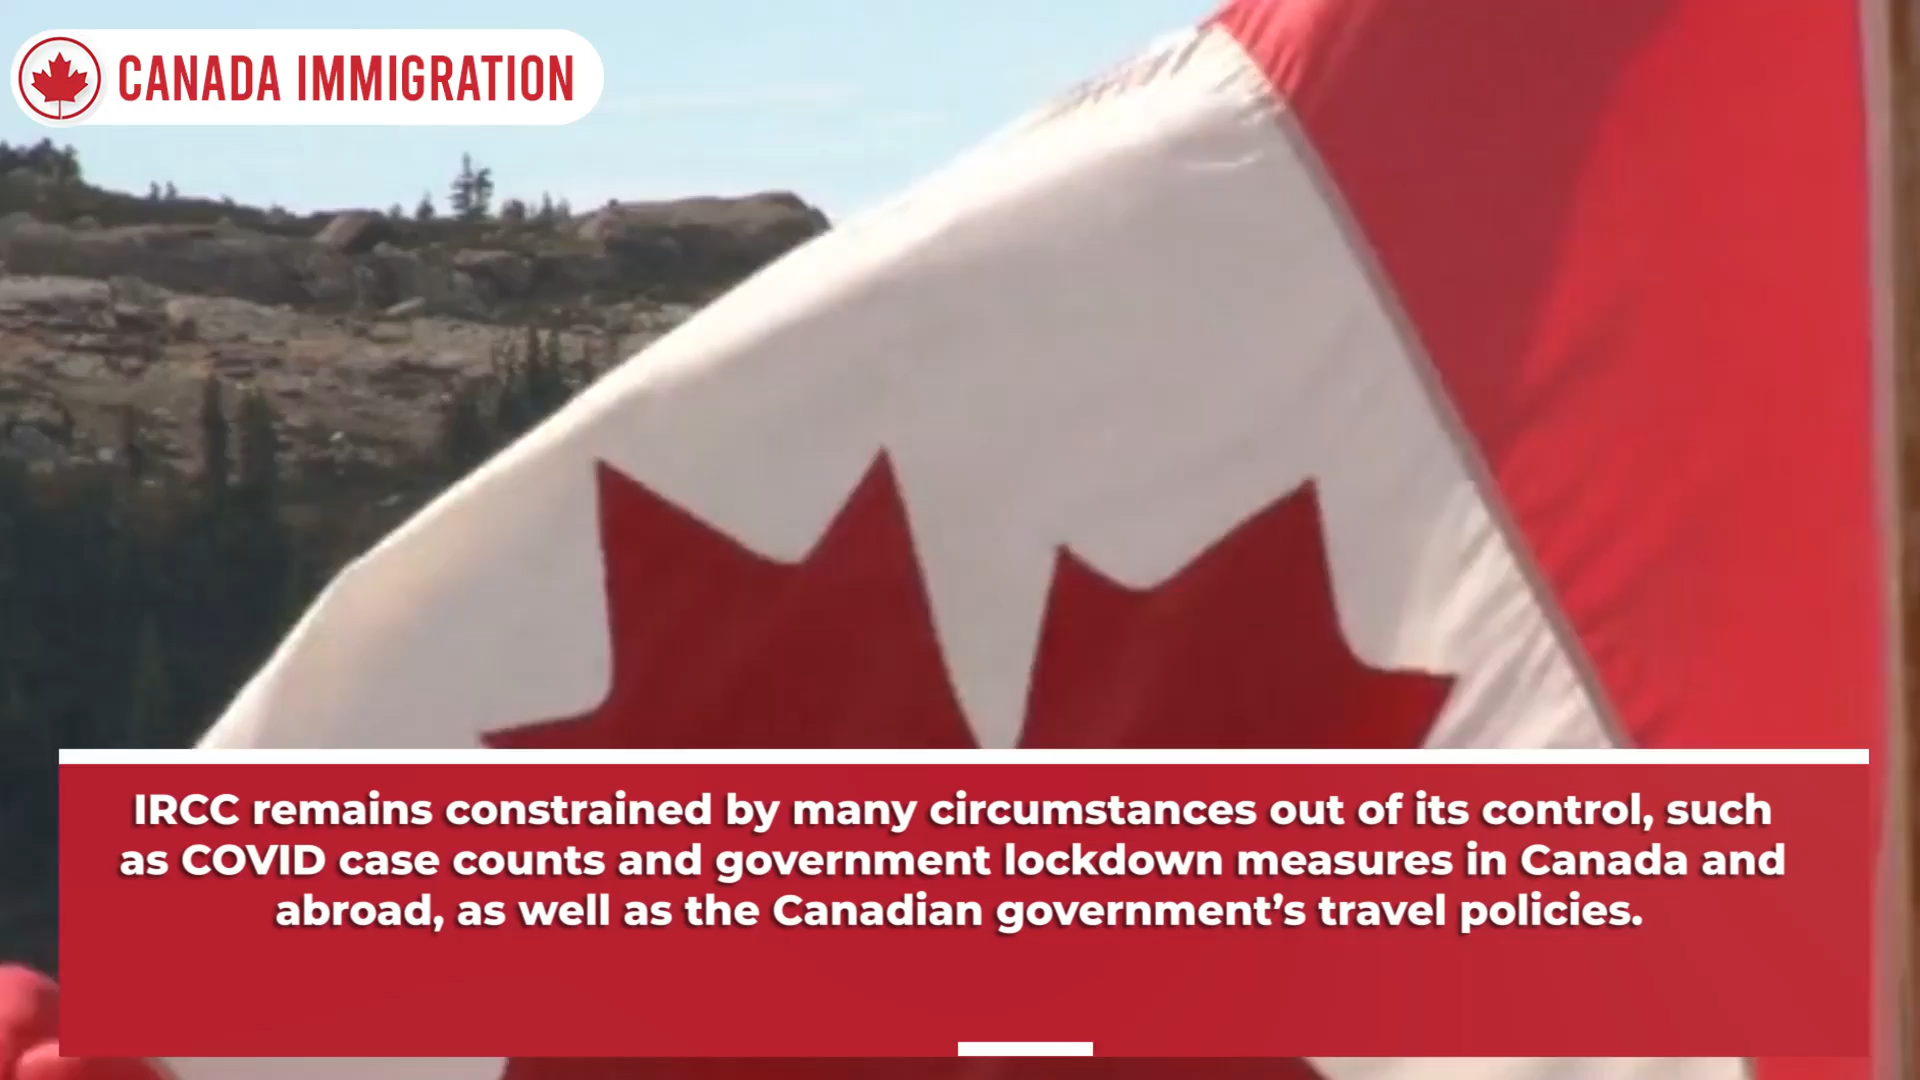 CANADA IMMIGRATION
IRCC remains constrained by many circumstances out of its control, such
as COVID case counts and government lockdown measures in Canada and
abroad, as well as the Canadian government’s travel policies.